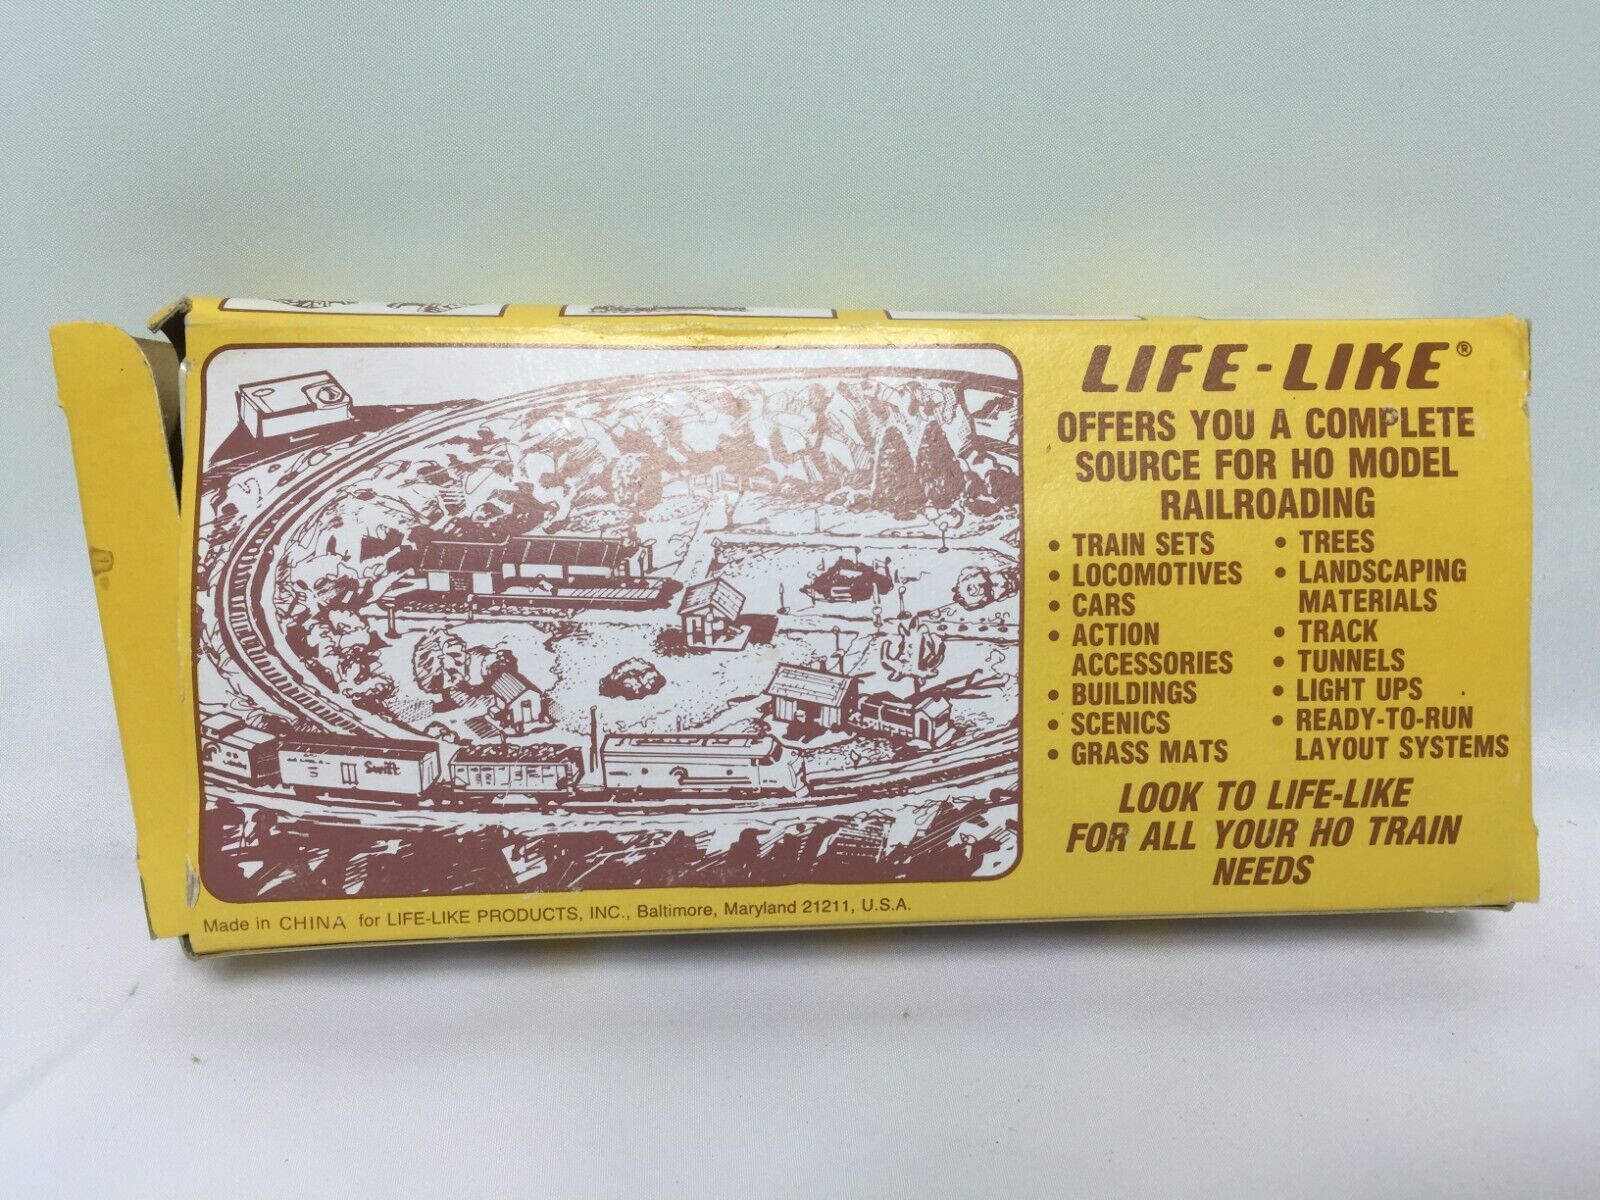 LIFE-LIKE®
OFFERS YOU A COMPLETE
SOURCE FOR HO MODEL
RAILROADING
• TRAIN SETS
• LOCOMOTIVES
• CARS
• ACTION
ACCESSORIES
• BUILDINGS
• SCENICS
• GRASS MATS
• TREES
• LANDSCAPING
MATERIALS
• TRACK
• TUNNELS
• LIGHT UPS
• READY-TO-RUN
LAYOUT SYSTEMS
LOOK TO LIFE-LIKE
FOR ALL YOUR HO TRAIN
NEEDS
Swift
Made in CHINA for LIFE-LIKE PRODUCTS, INC., Baltimore, Maryland 21211, U.S.A.